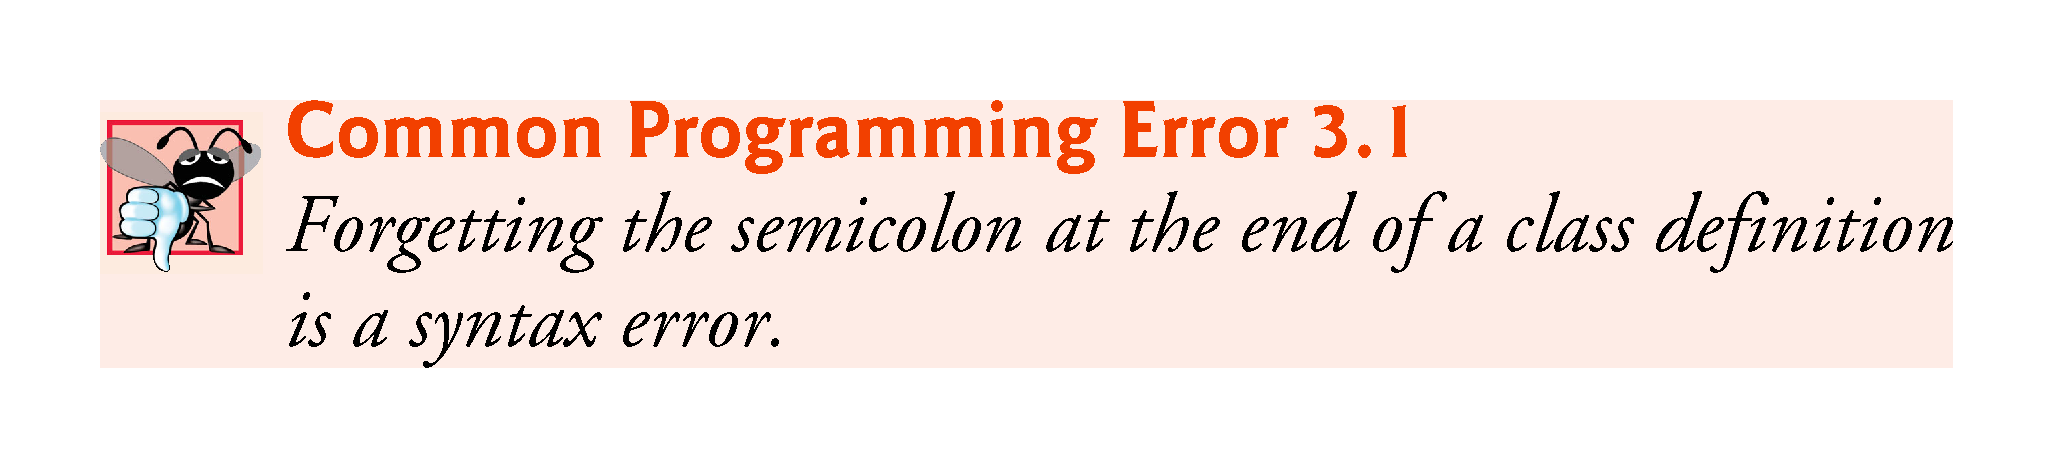 Common Programming Error 3.1
Forgetting the semicolon at the end of a class definition
is a syntax error.